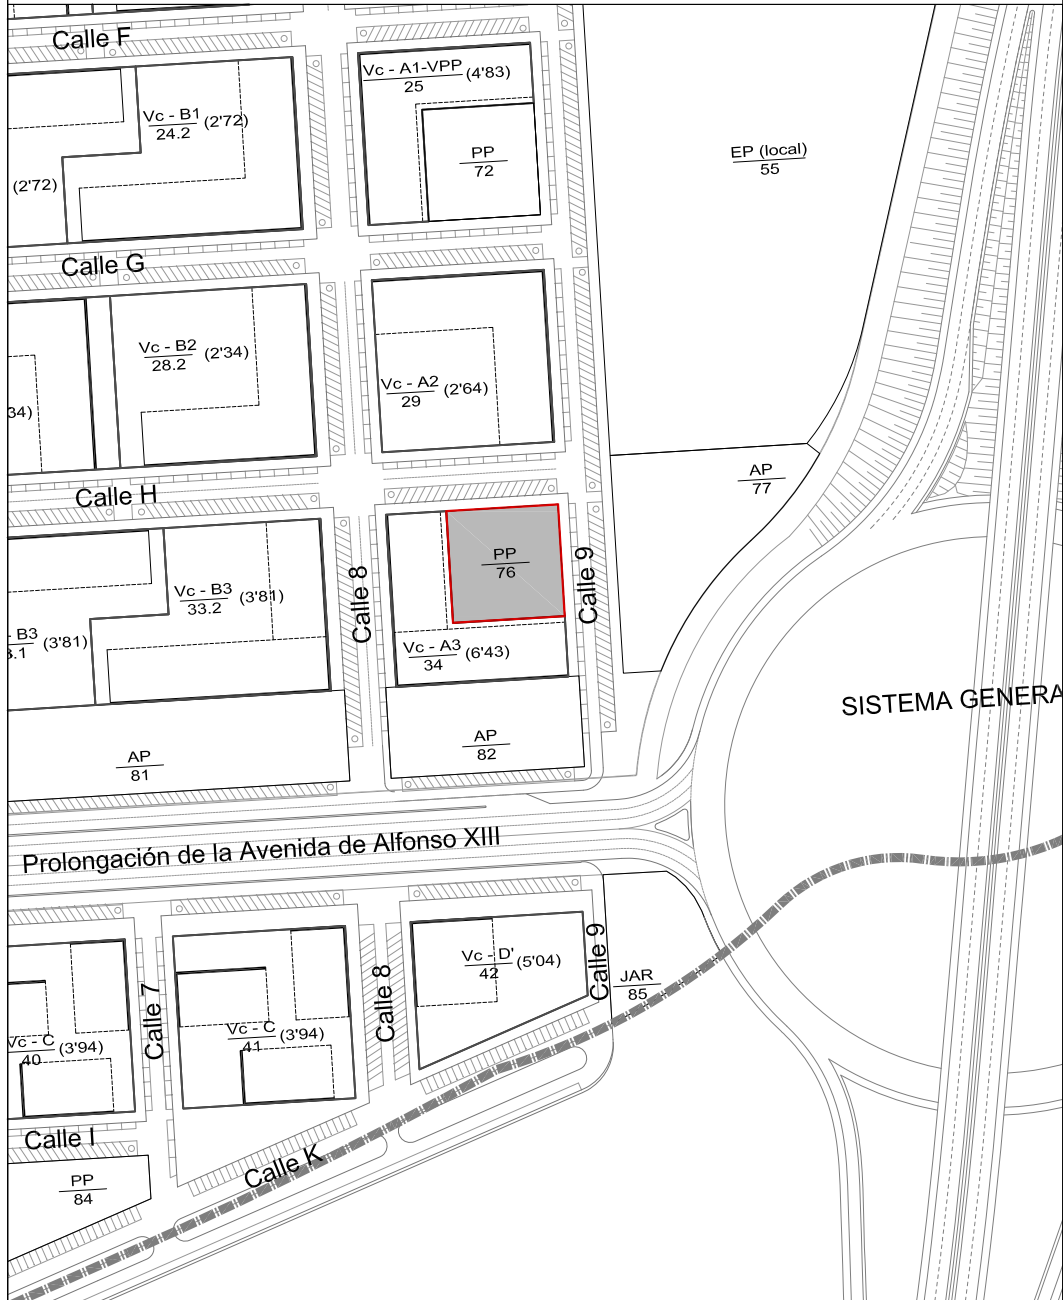 Calle F
Vc - A1-VPP (4'83)
25
Vc - B1 (2'72)
24.2
PP
72
EP (local)
55
(2'72)
Calle G
Vc - B2 (2'34)
28.2
Vc - A2 (2'64)
29
34)
AP
77
Calle H
PP
76
Calle 9
Calle 8
Vc - B3 (3'81)
33.2
- B3 (3'81)
3.1
Vc - A3 (6'43)
34
SISTEMA GENERA
AP
82
AP
81
Prolongación de la Avenida de Alfonso XIII
Vc - D' (5'04)
42
Calle 9
Calle 8
Calle 7
JAR
85
Vc - C (3'94)
41
Vc - C (3'94)
40
Calle I
Calle K
PP
84